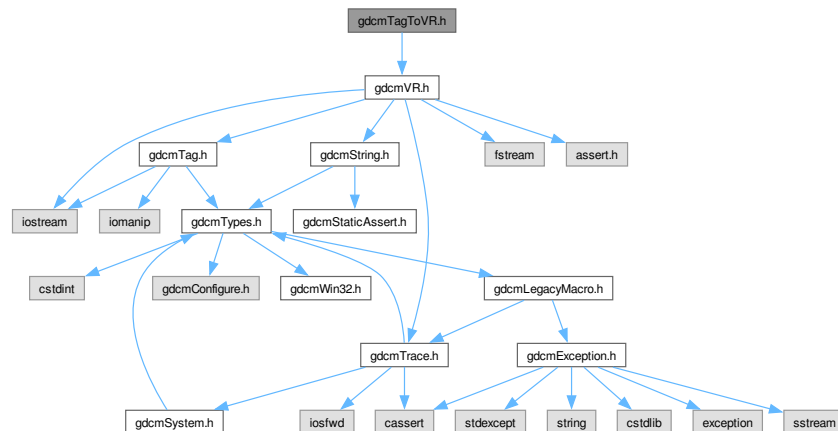 gdcmTagToVR.h
gdcmVR.h
gdcmTag.h
gdcmString.h
fstream
assert.h
iostream
iomanip
gdcmTypes.h
gdcmStaticAssert.h
cstdint
gdcmConfigure.h
gdcmWin32.h
gdcmLegacyMacro.h
gdcmTrace.h
gdcmException.h
gdcmSystem.h
iosfwd
cassert
stdexcept
string
cstdlib
exception
sstream